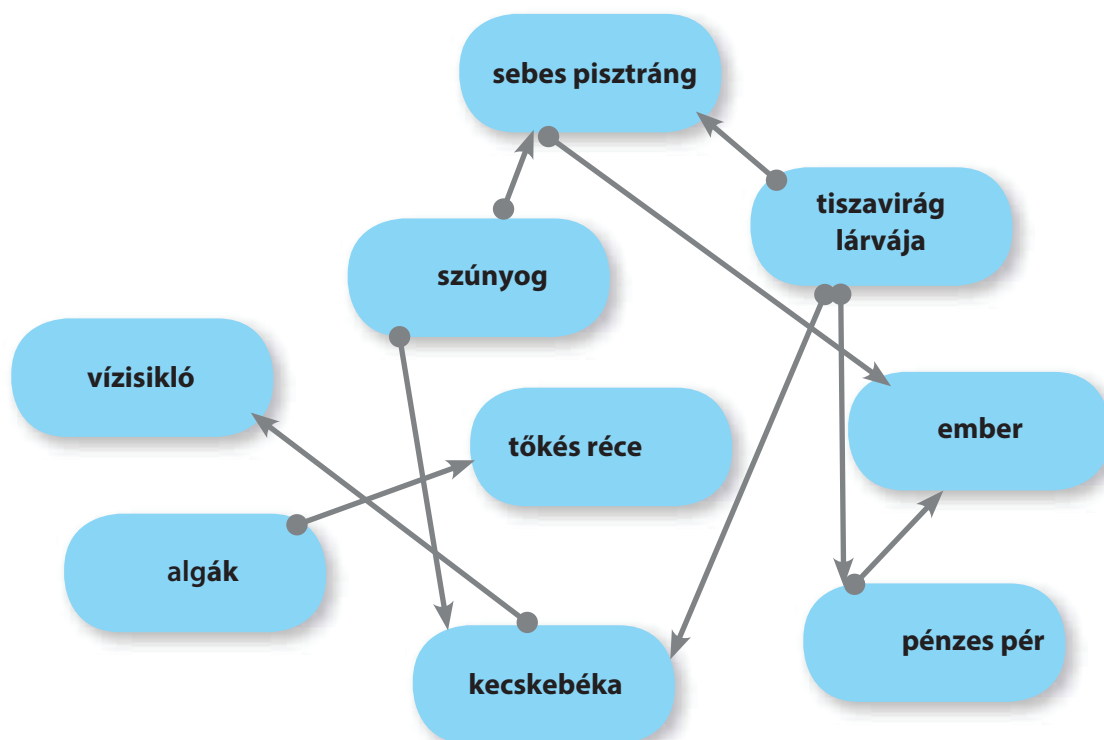 sebes pisztráng
tiszavirág
lárvája
szúnyog
vízisikló
ember
tőkés réce
algák
pénzes pér
kecskebéka